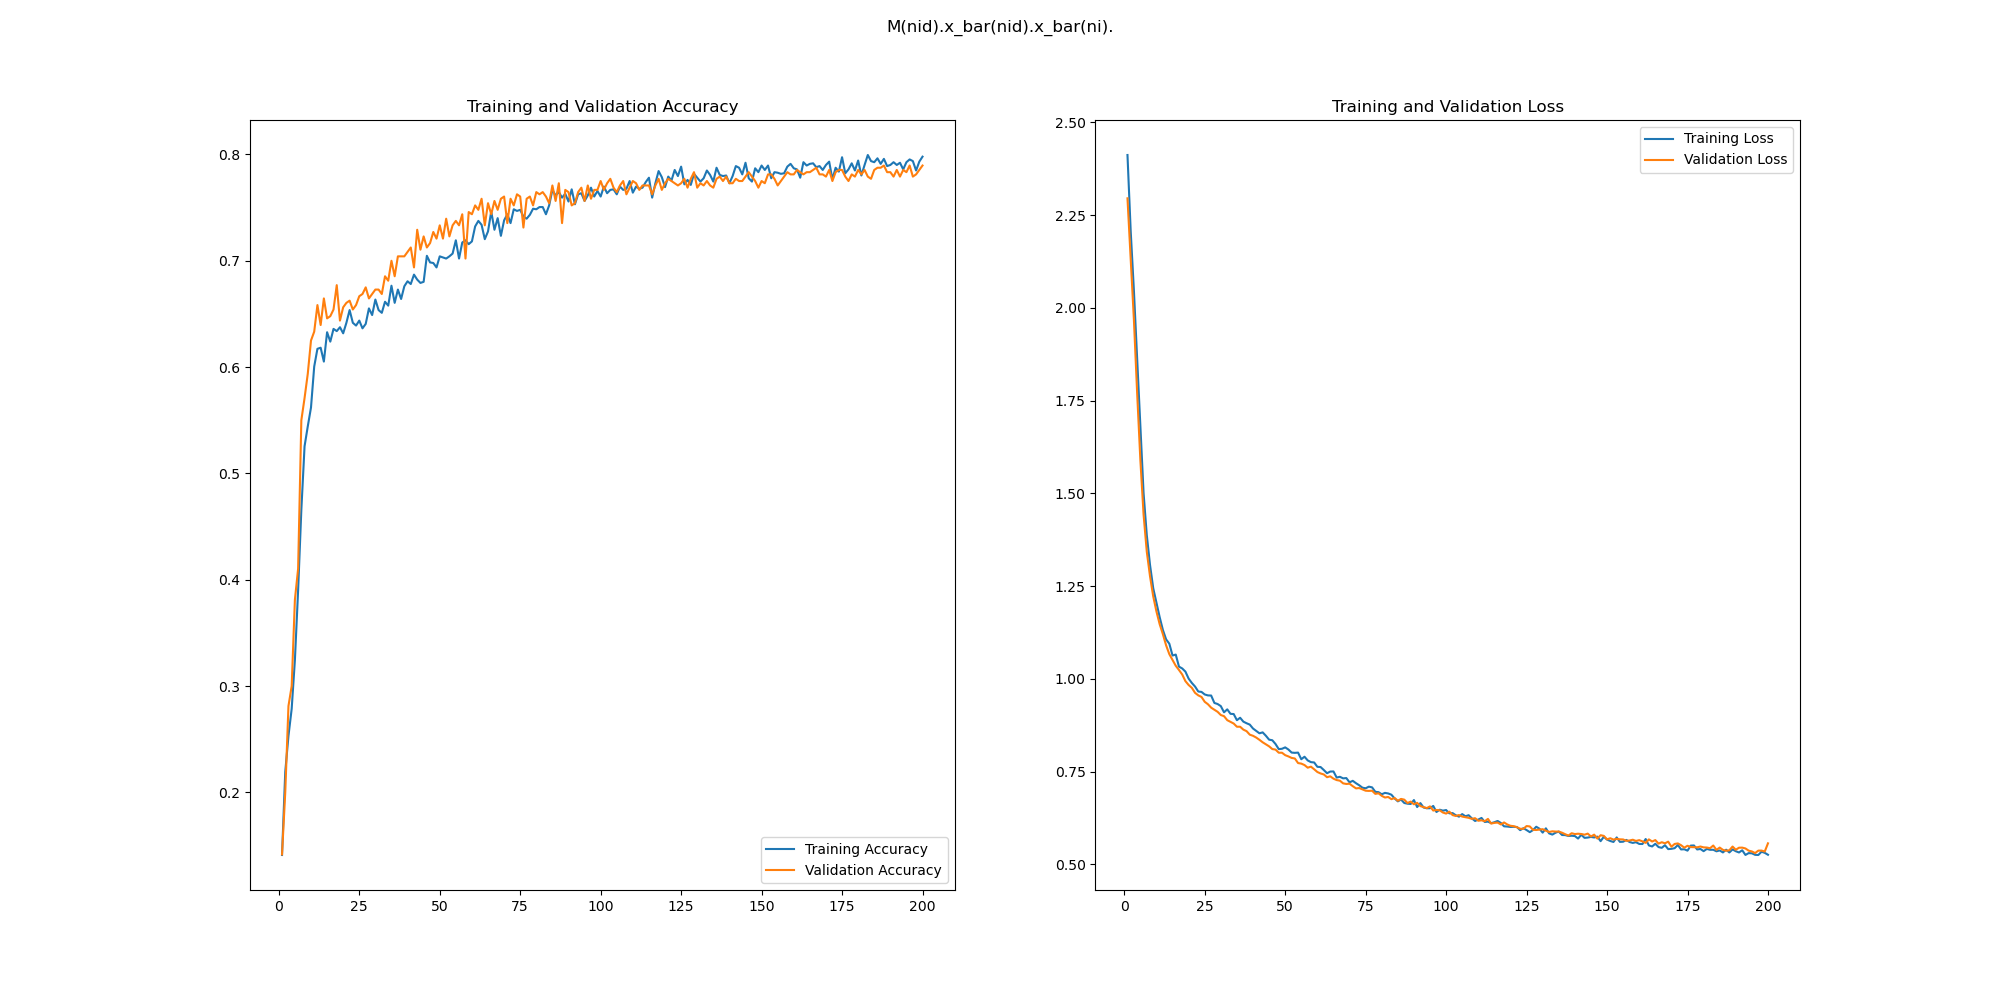 M(nid).x_bar(nid).x_bar(ni).
Training and Validation Accuracy
0.8
0.7
0.6
0.5
0.4
0.3
0.2
0 25 50 75 100 125 150 175 200
Training Accuracy
Validation Accuracy
Training and Validation Loss
2.50
2.25
2.00
1.75
1.50
1.25
1.00
0.75
0.50
0 25 50 75 100 125 150 175 200
Training Loss
Validation Loss